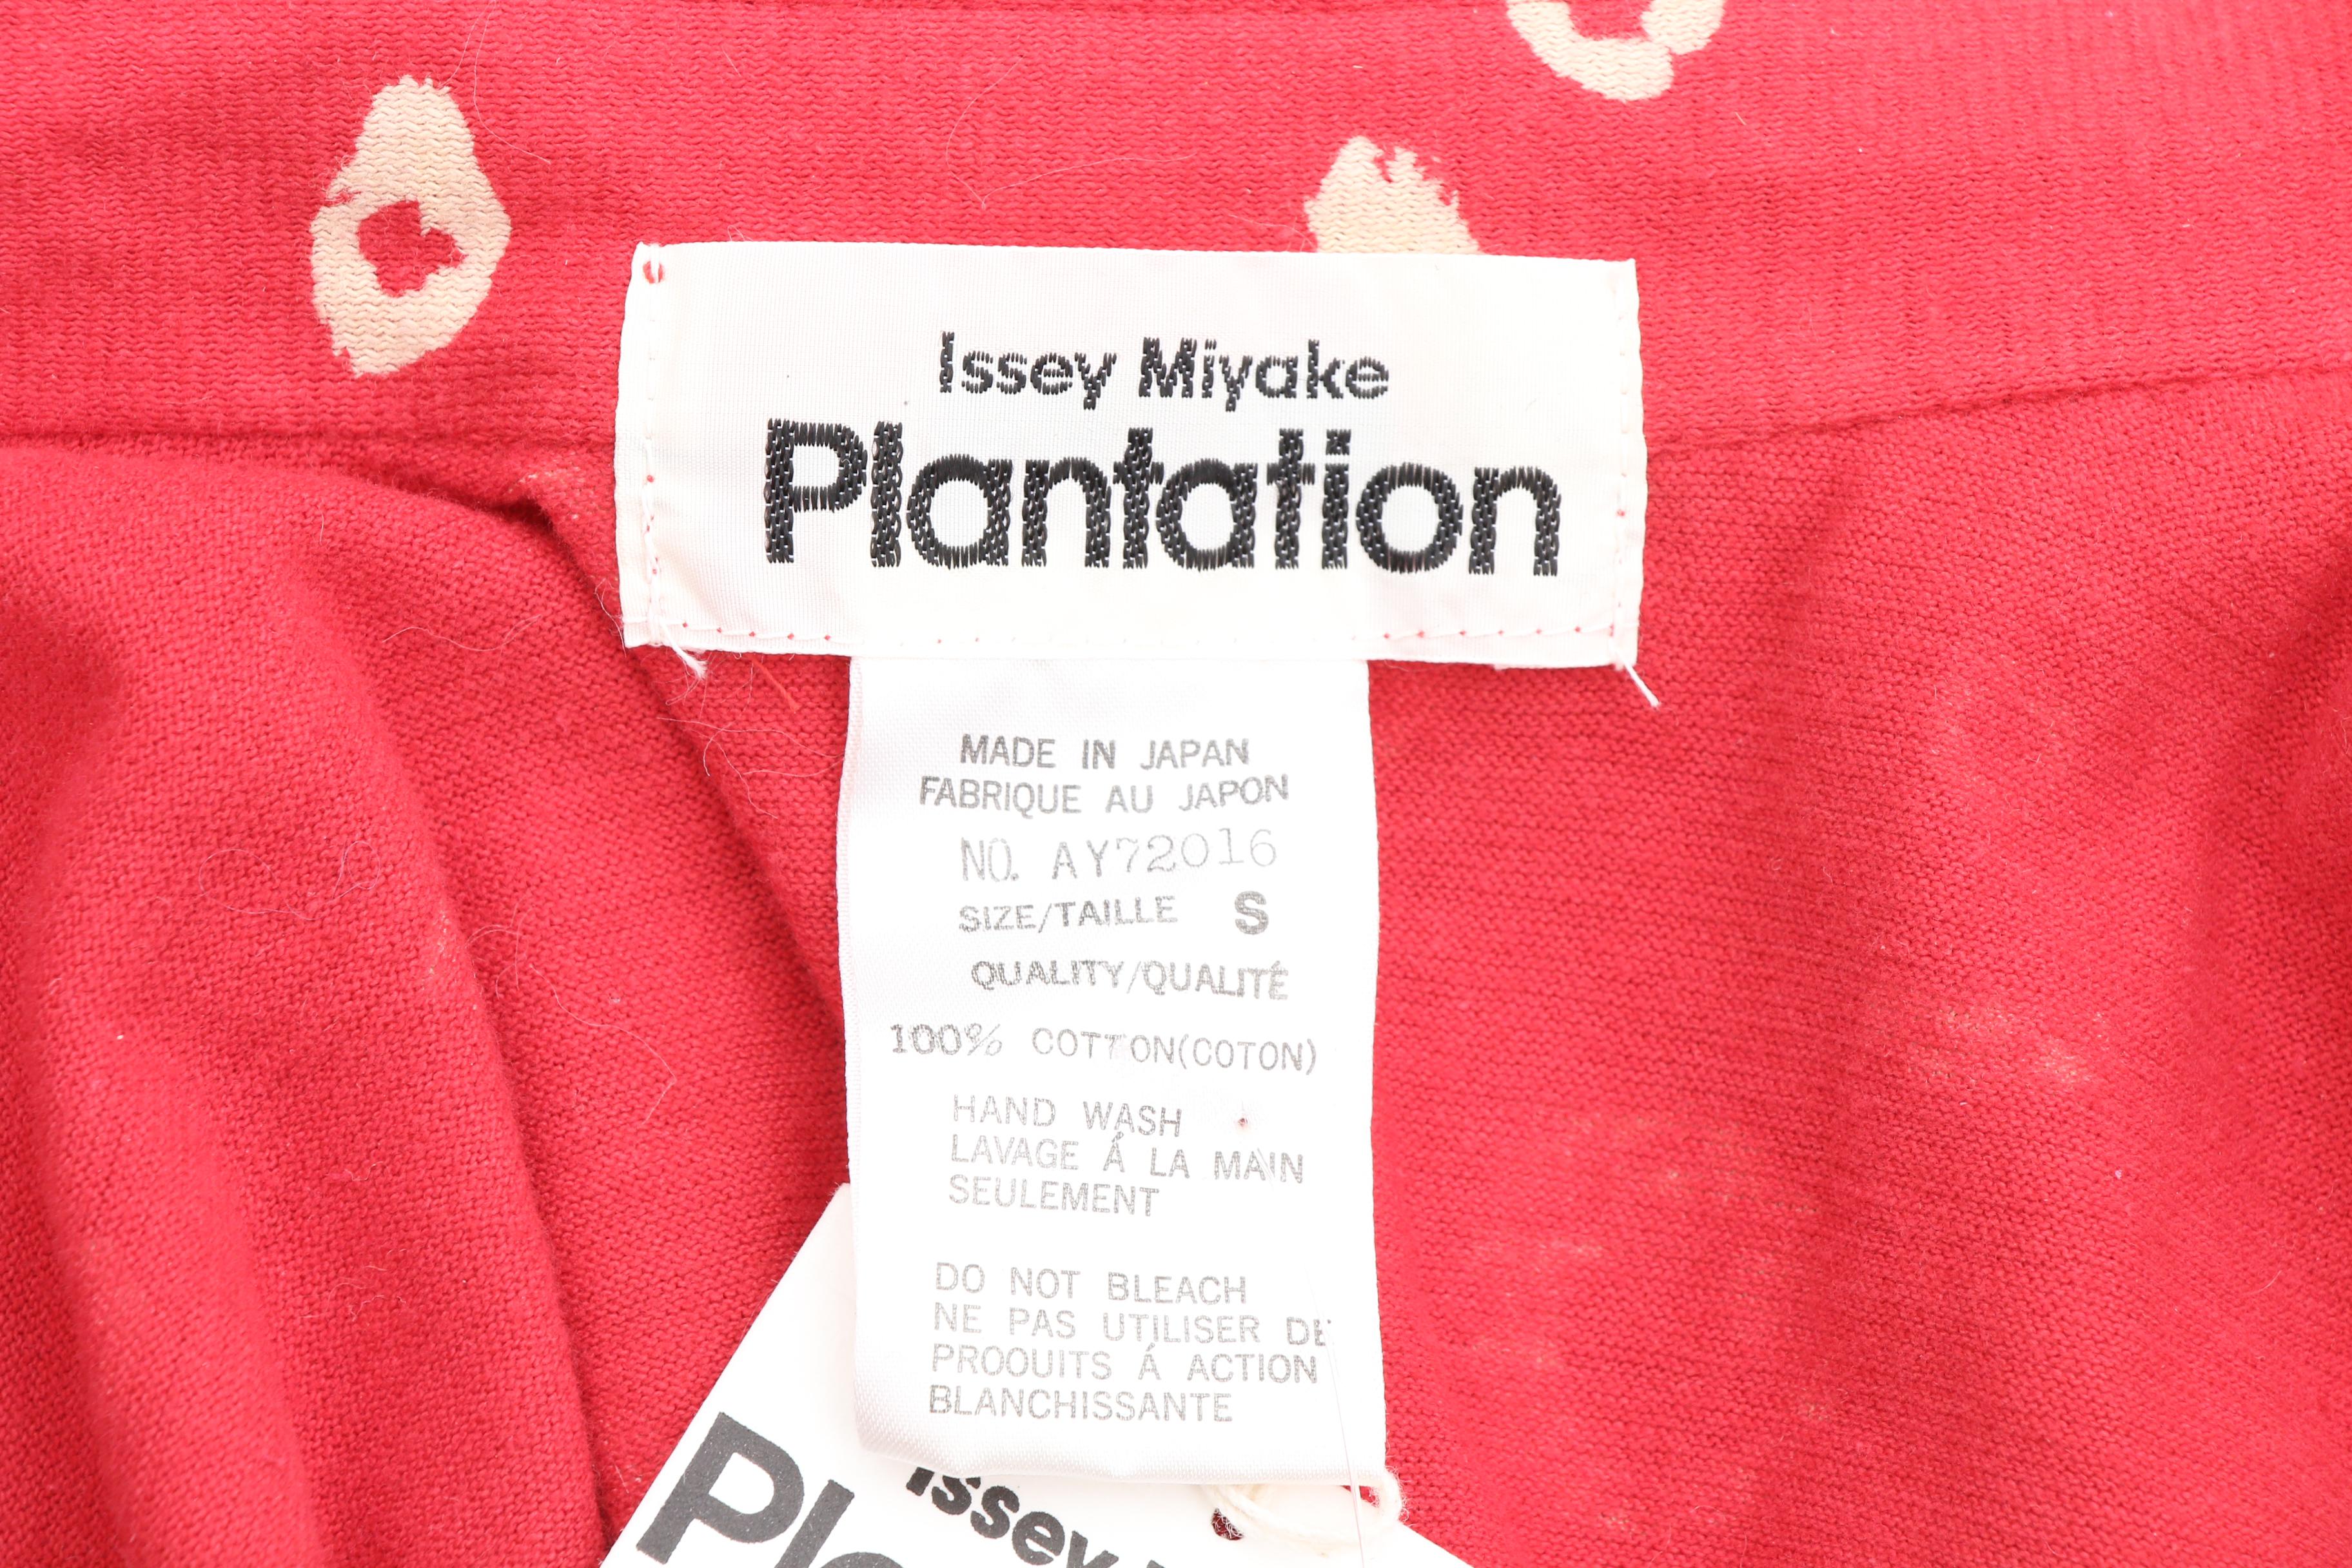 Issey Miyake
Plantation
MADE IN JAPAN
FABRIQUE AU JAPON
NO. AY72016
SIZE/TAILLE S
QUALITY/QUALITÉ
100% COTTON(COTON)
HAND WASH
LAVAGE Á LA MAIN
SEULEMENT
DO NOT BLEACH
NE PAS UTILISER DE
PROOUITS Á ACTION
BLANCHISSANTE
Issey